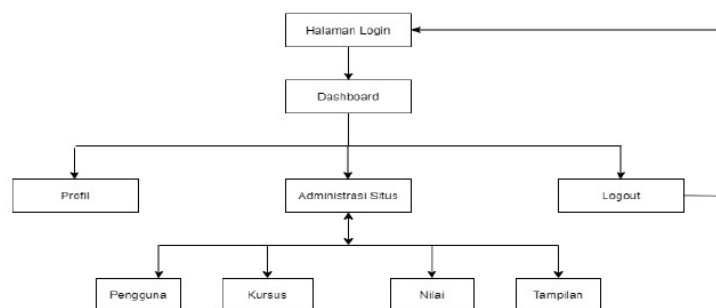 Halaman Login
Dashboard
Profil
Administrasi Situs
Logout
Pengguna
Kursus
Nilai
Tampilan